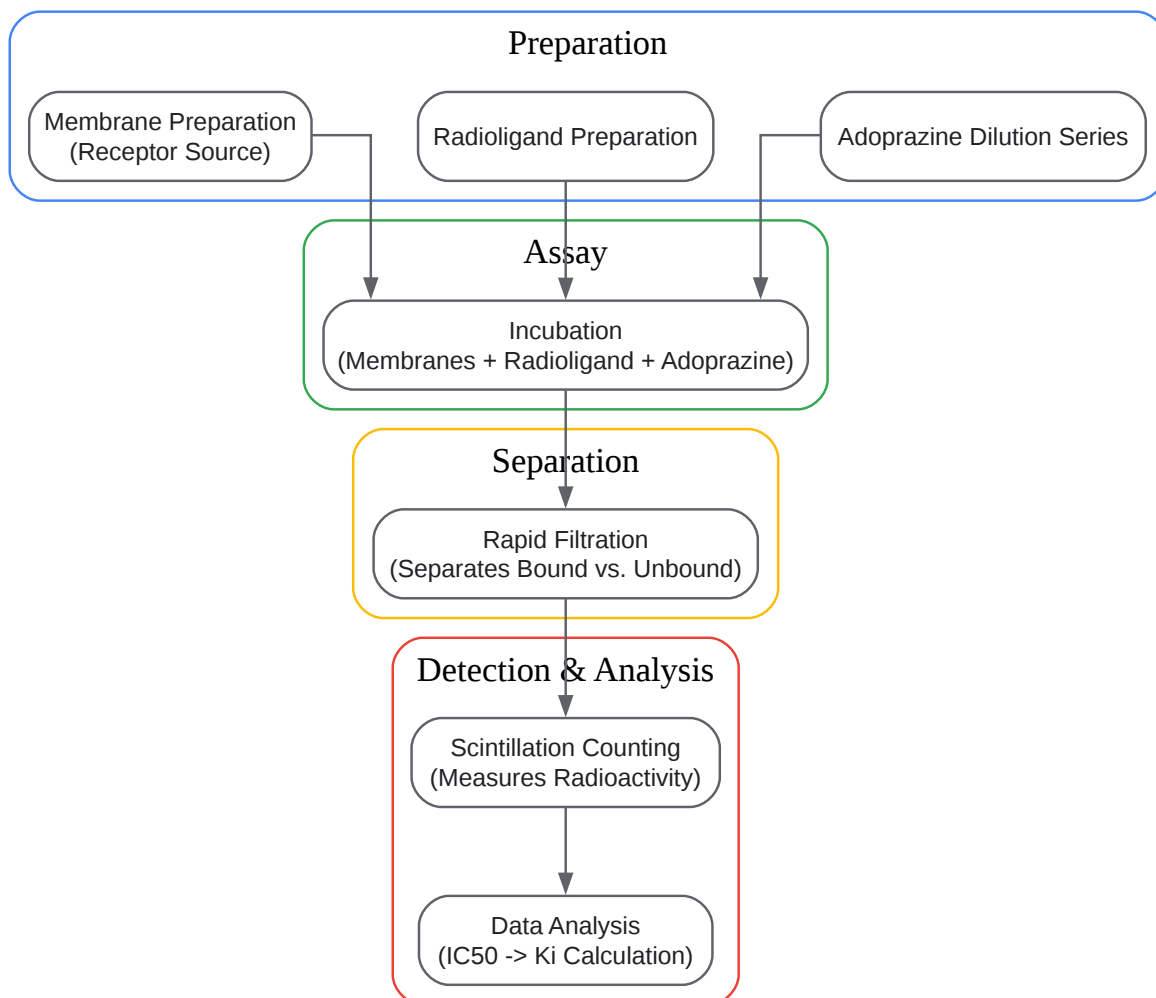 Preparation
Membrane Preparation
(Receptor Source)
Radioligand Preparation
Adoprazine Dilution Series
Assay
Incubation
(Membranes + Radioligand + Adoprazine)
Separation
Rapid Filtration
(Separates Bound vs. Unbound)
Detection & Analysis
Scintillation Counting
(Measures Radioactivity)
Data Analysis
(IC50 -> Ki Calculation)